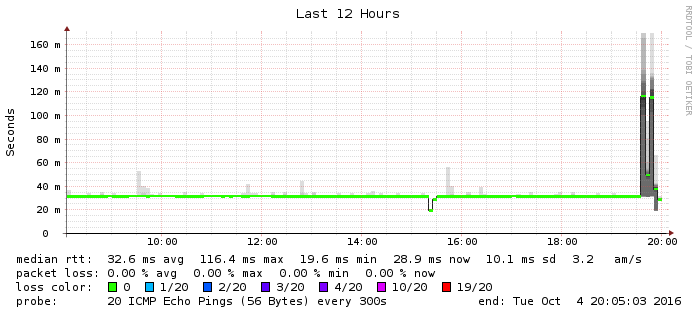 Last 12 Hours
RRDTOOL / TOBI OETIKER
Seconds
160 m
140 m
120 m
100 m
80 m
60 m
40 m
20 m
0
10:00 12:00 14:00 16:00 18:00 20:00
median rtt: 32.6 ms avg 116.4 ms max 19.6 ms min 28.9 ms now 10.1 ms sd 3.2 am/s
packet loss: 0.00 % avg 0.00 % max 0.00 % min 0.00 % now
loss color: 0 1/20 2/20 3/20 4/20 10/20 19/20
probe: 20 ICMP Echo Pings (56 Bytes) every 300s end: Tue Oct 4 20:05:03 2016